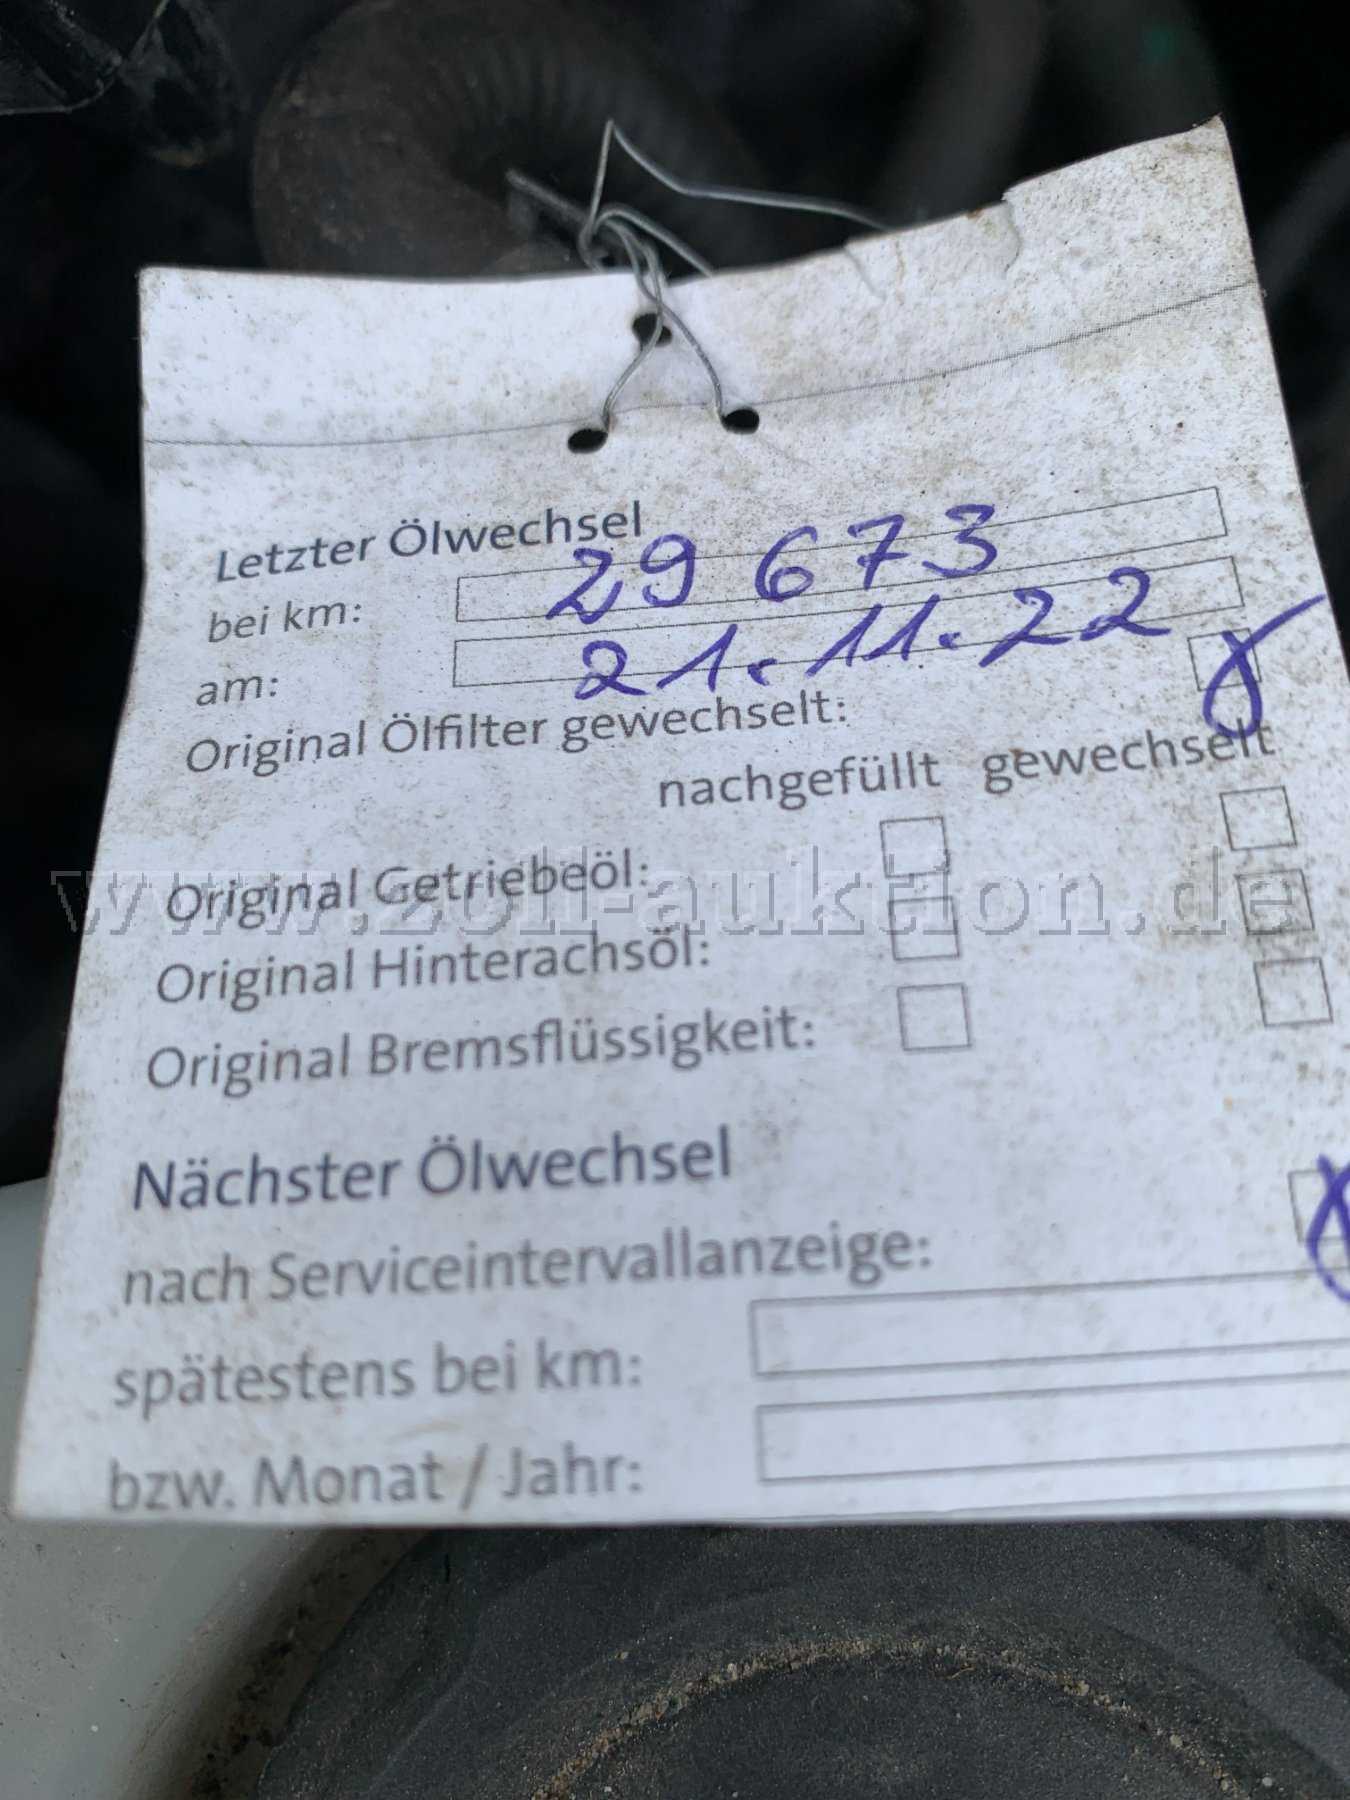 Letzter Ölwechsel
bei km: 29 673
am: 21.11.22
Original Ölfilter gewechselt:
nachgefüllt gewechselt
Original Getriebeöl:
www.zoll-auktion.de
Original Hinterachsöl:
Original Bremsflüssigkeit:
Nächster Ölwechsel
nach Serviceintervallanzeige:
spätestens bei km:
bzw. Monat / Jahr: